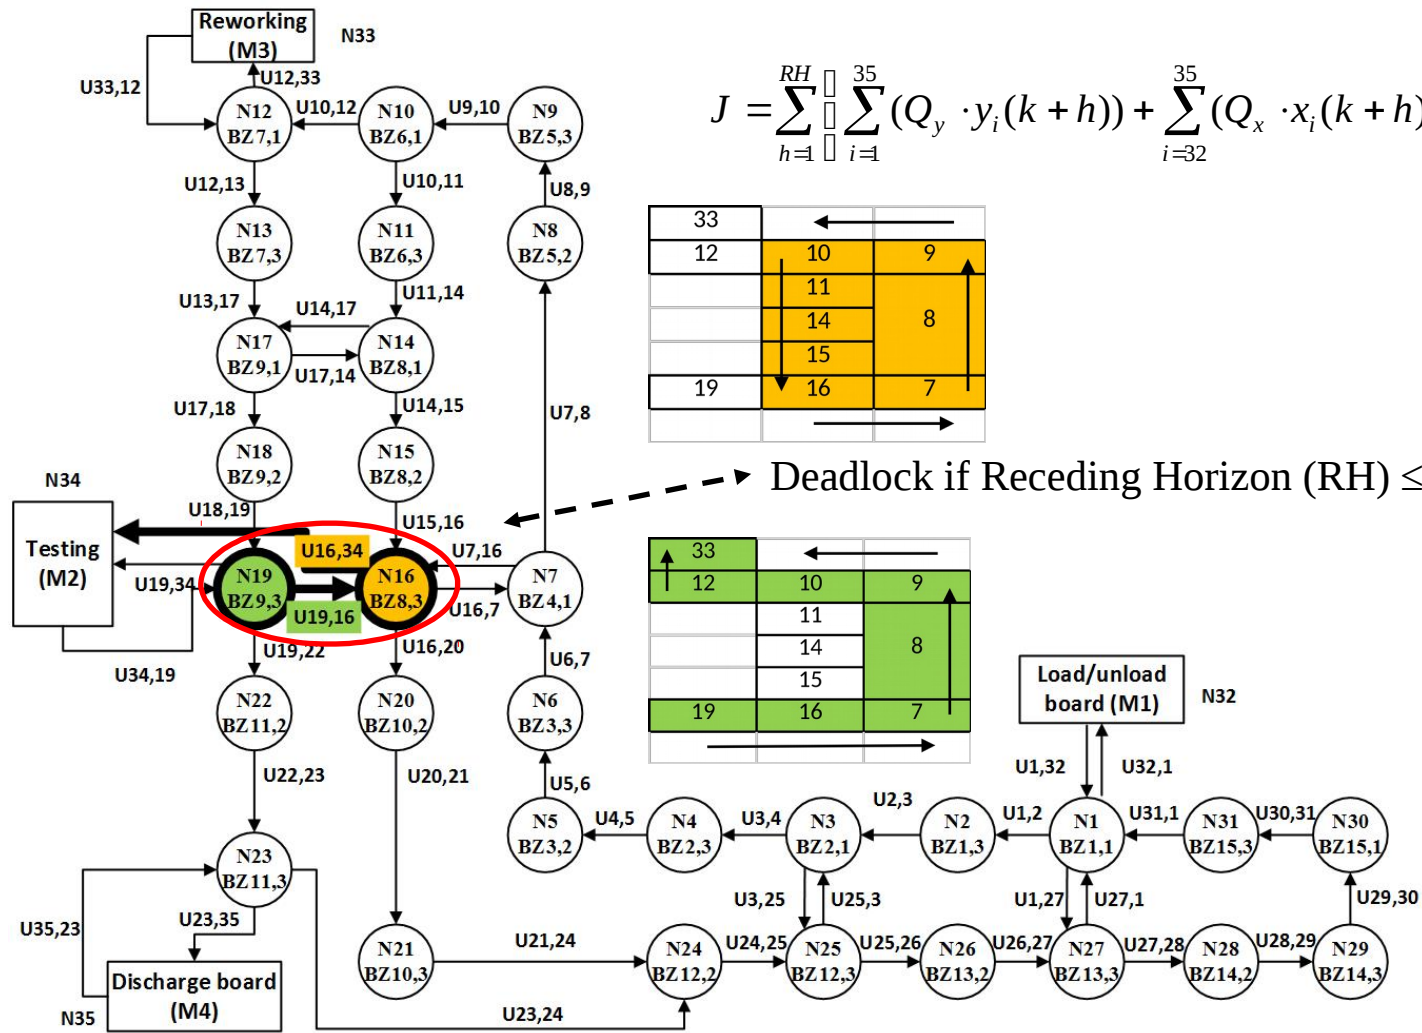 Reworking
(M3)
N33
U33,12
U12,33
N12
BZ7,1
U10,12
N10
BZ6,1
U9,10
N9
BZ5,3
U12,13
U10,11
U8,9
N13
BZ7,3
N11
BZ6,3
N8
BZ5,2
U13,17
U14,17
U11,14
N17
BZ9,1
N14
BZ8,1
U17,14
U17,18
U14,15
U7,8
N18
BZ9,2
N15
BZ8,2
N34
U18,19
U15,16
Testing
(M2)
U16,34
U7,16
N19
BZ9,3
N16
BZ8,3
N7
BZ4,1
U19,34
U19,16
U16,7
U34,19
U19,22
U16,20
U6,7
N22
BZ11,2
N20
BZ10,2
N6
BZ3,3
U22,23
U20,21
U5,6
N5
BZ3,2
U4,5
N4
BZ2,3
U3,4
N3
BZ2,1
U2,3
N2
BZ1,3
U1,2
N1
BZ1,1
U31,1
N31
BZ15,3
U30,31
N30
BZ15,1
Load/unload
board (M1)
N32
U1,32
U32,1
N23
BZ11,3
U35,23
U23,35
U3,25
U25,3
U1,27
U27,1
U29,30
N21
BZ10,3
U21,24
N24
BZ12,2
U24,25
N25
BZ12,3
U25,26
N26
BZ13,2
U26,27
N27
BZ13,3
U27,28
N28
BZ14,2
U28,29
N29
BZ14,3
Discharge board
(M4)
N35
U23,24
J = ∑_{h=1}^{RH} ∑_{i=1}^{35} (Q_y · y_i(k + h)) + ∑_{i=32}^{35} (Q_x · x_i(k + h)
33
12 10 9
11
14 8
15
19 16 7
Deadlock if Receding Horizon (RH) ≤
33
12 10 9
11
14 8
15
19 16 7